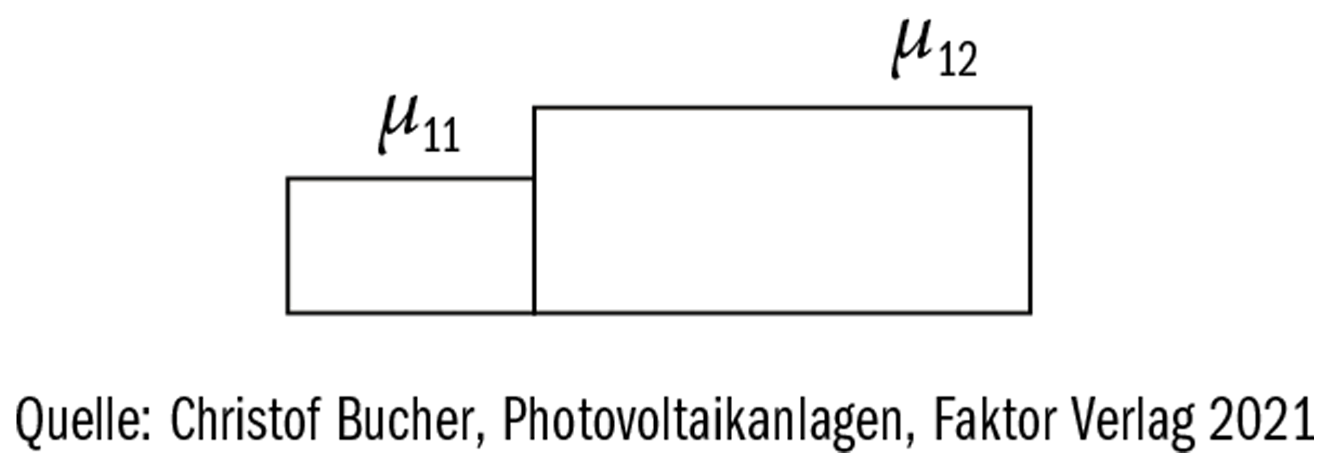 μ12
μ11
Quelle: Christof Bucher, Photovoltaikanlagen, Faktor Verlag 2021